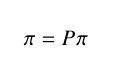 π = Pπ